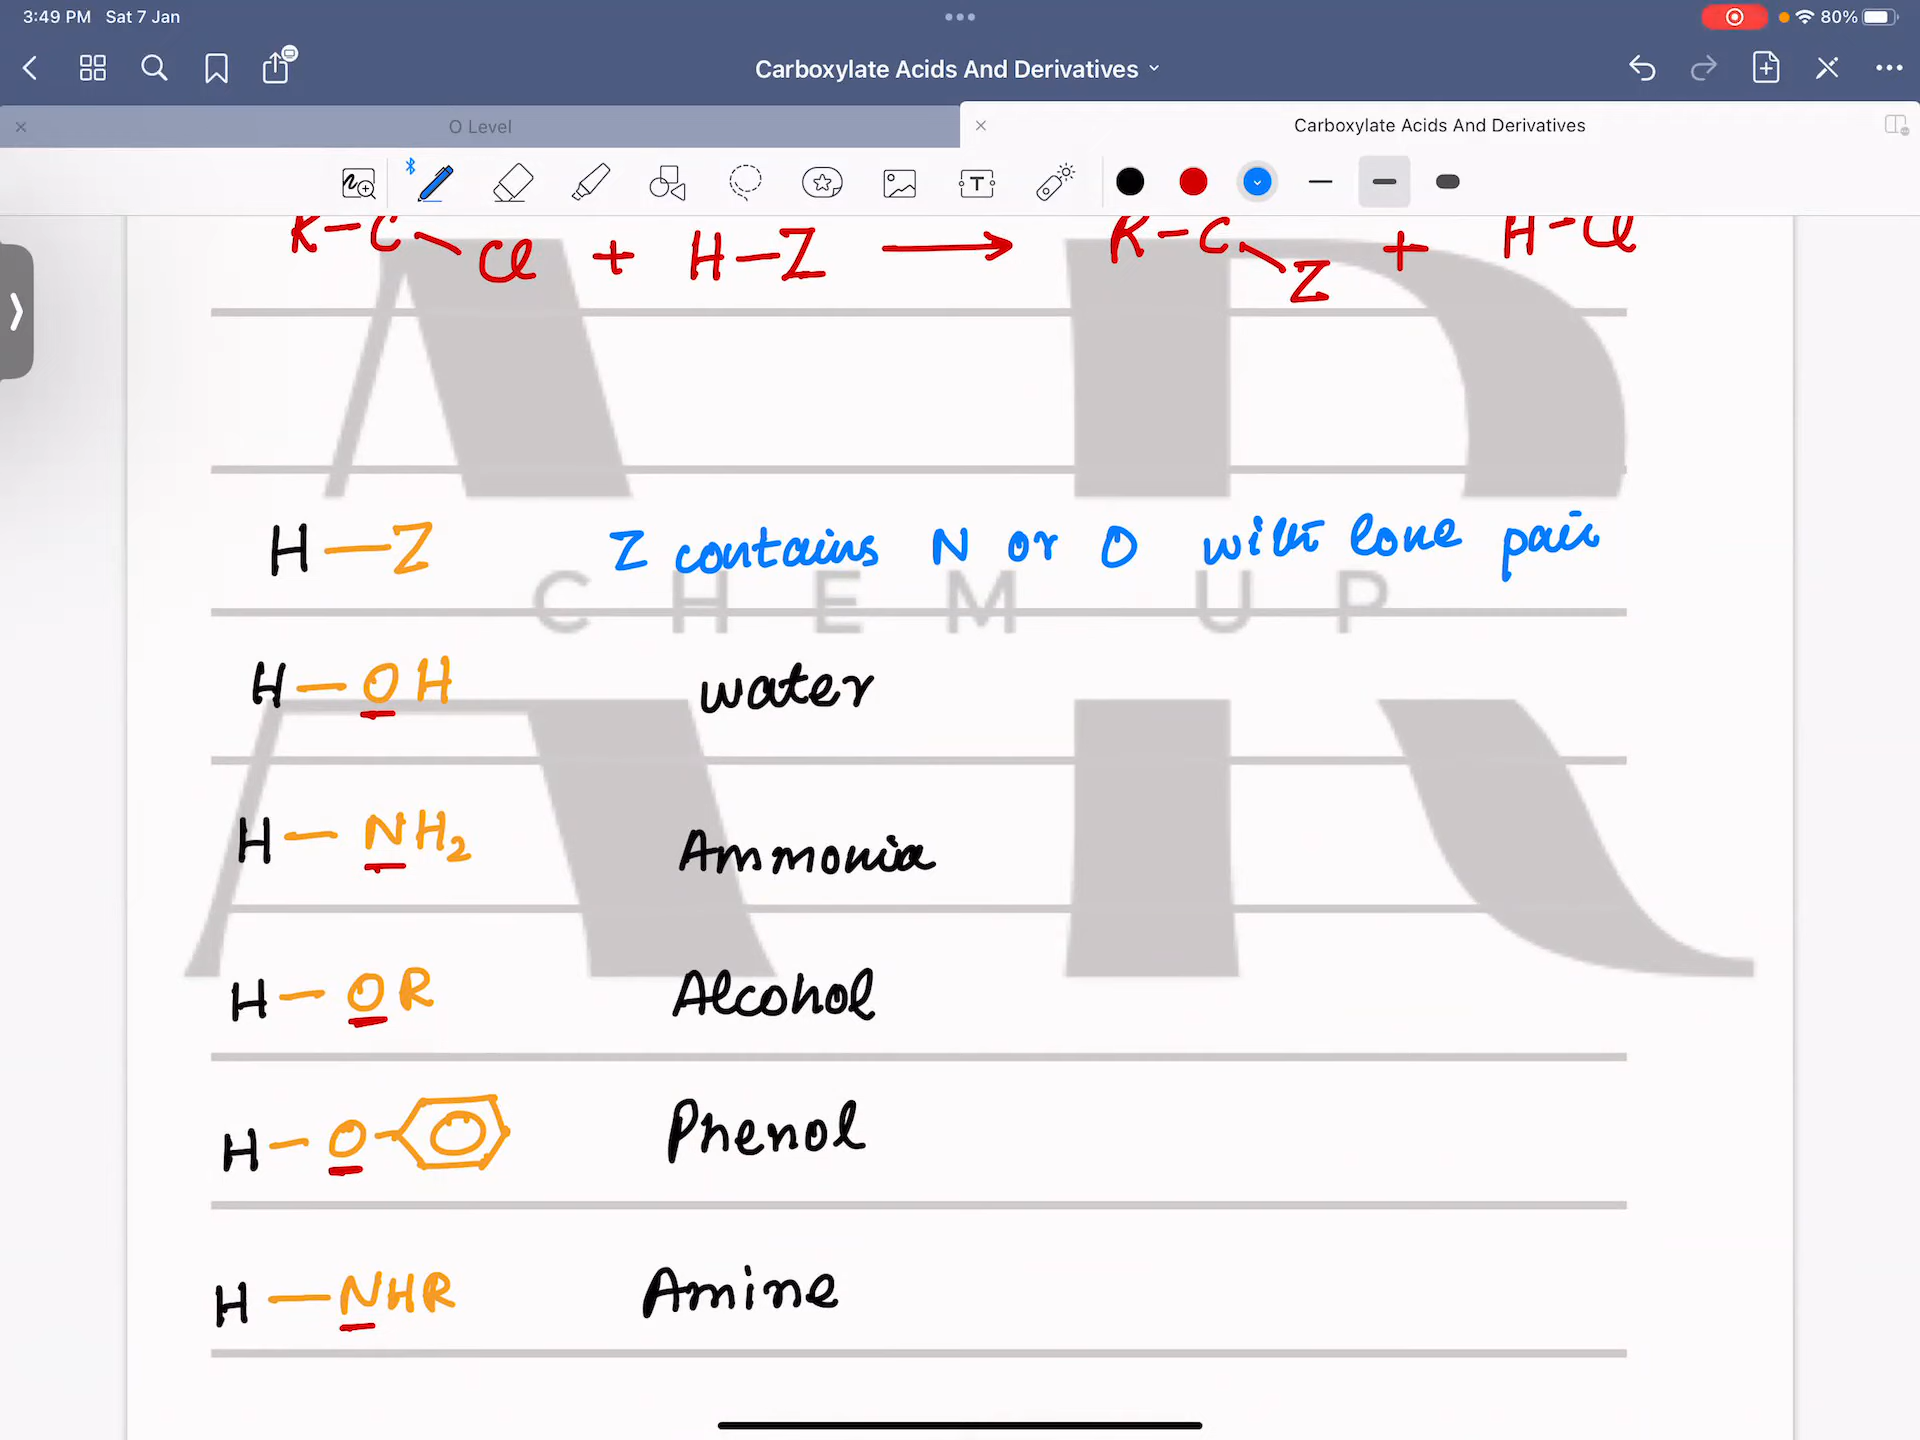 3:49 PM Sat 7 Jan
80%
Carboxylate Acids And Derivatives
O Level
Carboxylate Acids And Derivatives
T
R-C Cl + H-Z → R-C Z + H-Cl
H-Z Z contains N or O with lone pair
CHEM UP
H-OH water
H-NH₂ Ammonia
AR
H-OR Alcohol
H-O- Phenol
H-NHR Amine